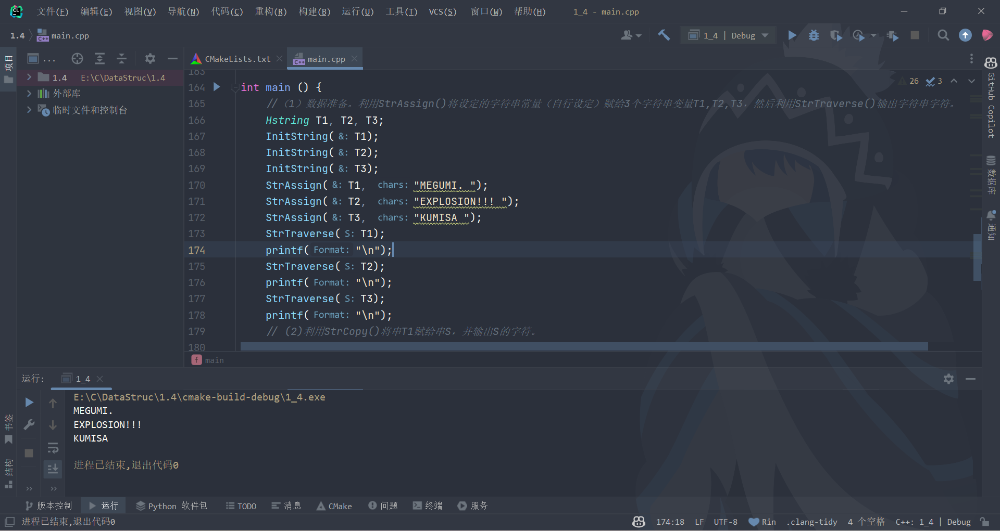 文件(F) 编辑(E) 视图(V) 导航(N) 代码(C) 重构(R) 构建(B) 运行(U) 工具(T) VCS(S) 窗口(W) 帮助(H) 1_4 - main.cpp
1.4 main.cpp 1_4 | Debug
项目
... CMakeLists.txt main.cpp
1.4 E:\C\DataStruc\1.4
外部库
临时文件和控制台
26 3
163
164 int main () {
165 // (1) 数据准备。利用StrAssign()将设定的字符串常量（自行设定）赋给3个字符串变量T1,T2,T3，然后利用StrTraverse()输出字符串字符。
166 Hstring T1, T2, T3;
167 InitString( &: T1);
168 InitString( &: T2);
169 InitString( &: T3);
170 StrAssign( &: T1, chars: "MEGUMI. ");
171 StrAssign( &: T2, chars: "EXPLOSION!!! ");
172 StrAssign( &: T3, chars: "KUMISA ");
173 StrTraverse( S: T1);
174 printf( Format: "\n");
175 StrTraverse( S: T2);
176 printf( Format: "\n");
177 StrTraverse( S: T3);
178 printf( Format: "\n");
179 // (2)利用StrCopy()将串T1赋给串S，并输出S的字符。
180
f main
GitHub Copilot
数据库
通知
运行: 1_4
E:\C\DataStruc\1.4\cmake-build-debug\1_4.exe
MEGUMI.
EXPLOSION!!!
KUMISA
进程已结束,退出代码0
书签
结构
版本控制 运行 Python 软件包 TODO 消息 CMake 问题 终端 服务
进程已结束,退出代码0 174:18 LF UTF-8 Rin .clang-tidy 4 个空格 C++: 1_4 | Debug